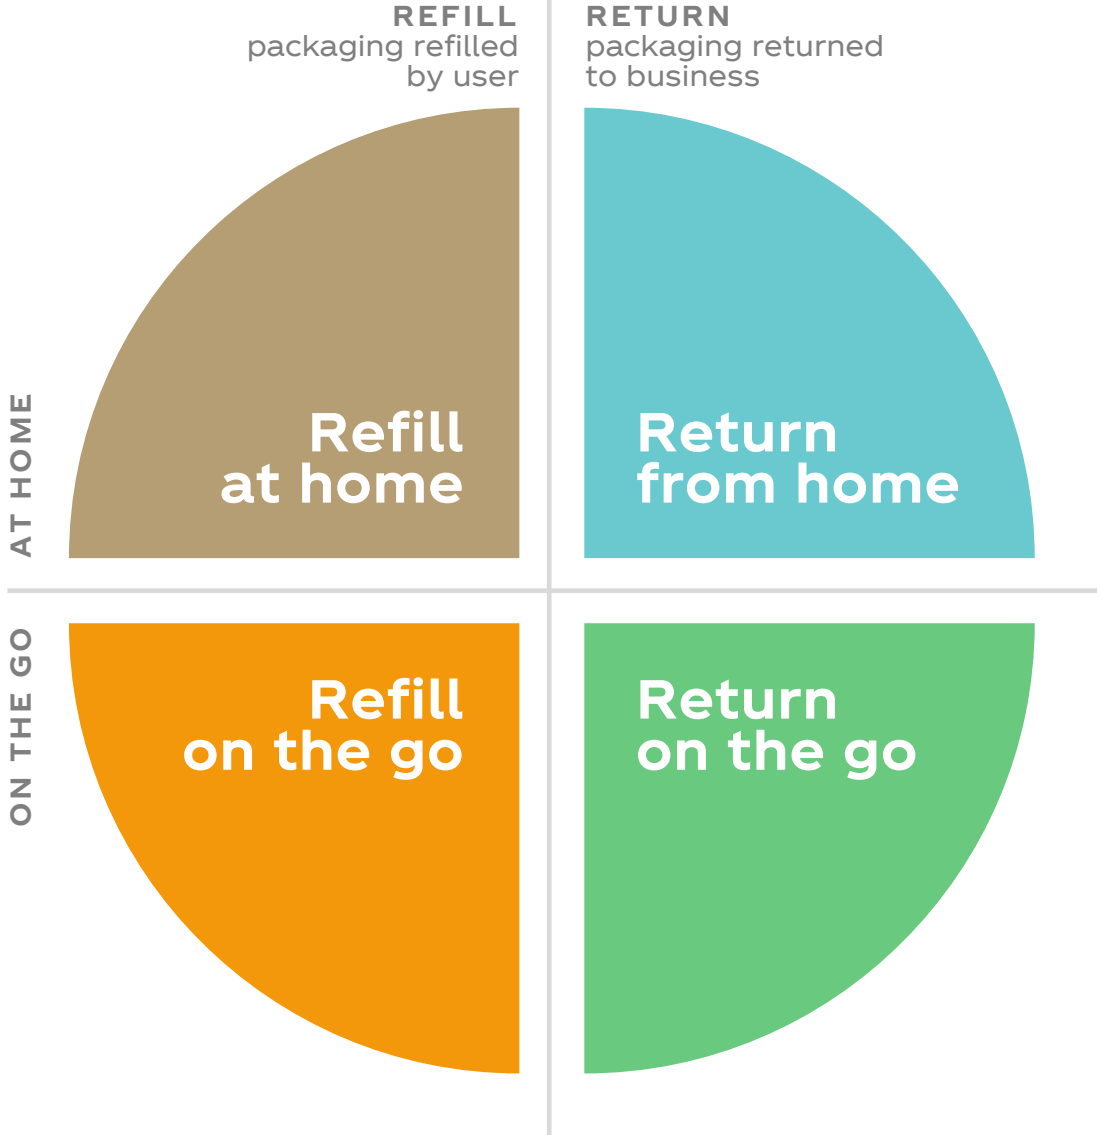 REFILL
packaging refilled
by user
RETURN
packaging returned
to business
AT HOME
Refill
at home
Return
from home
ON THE GO
Refill
on the go
Return
on the go